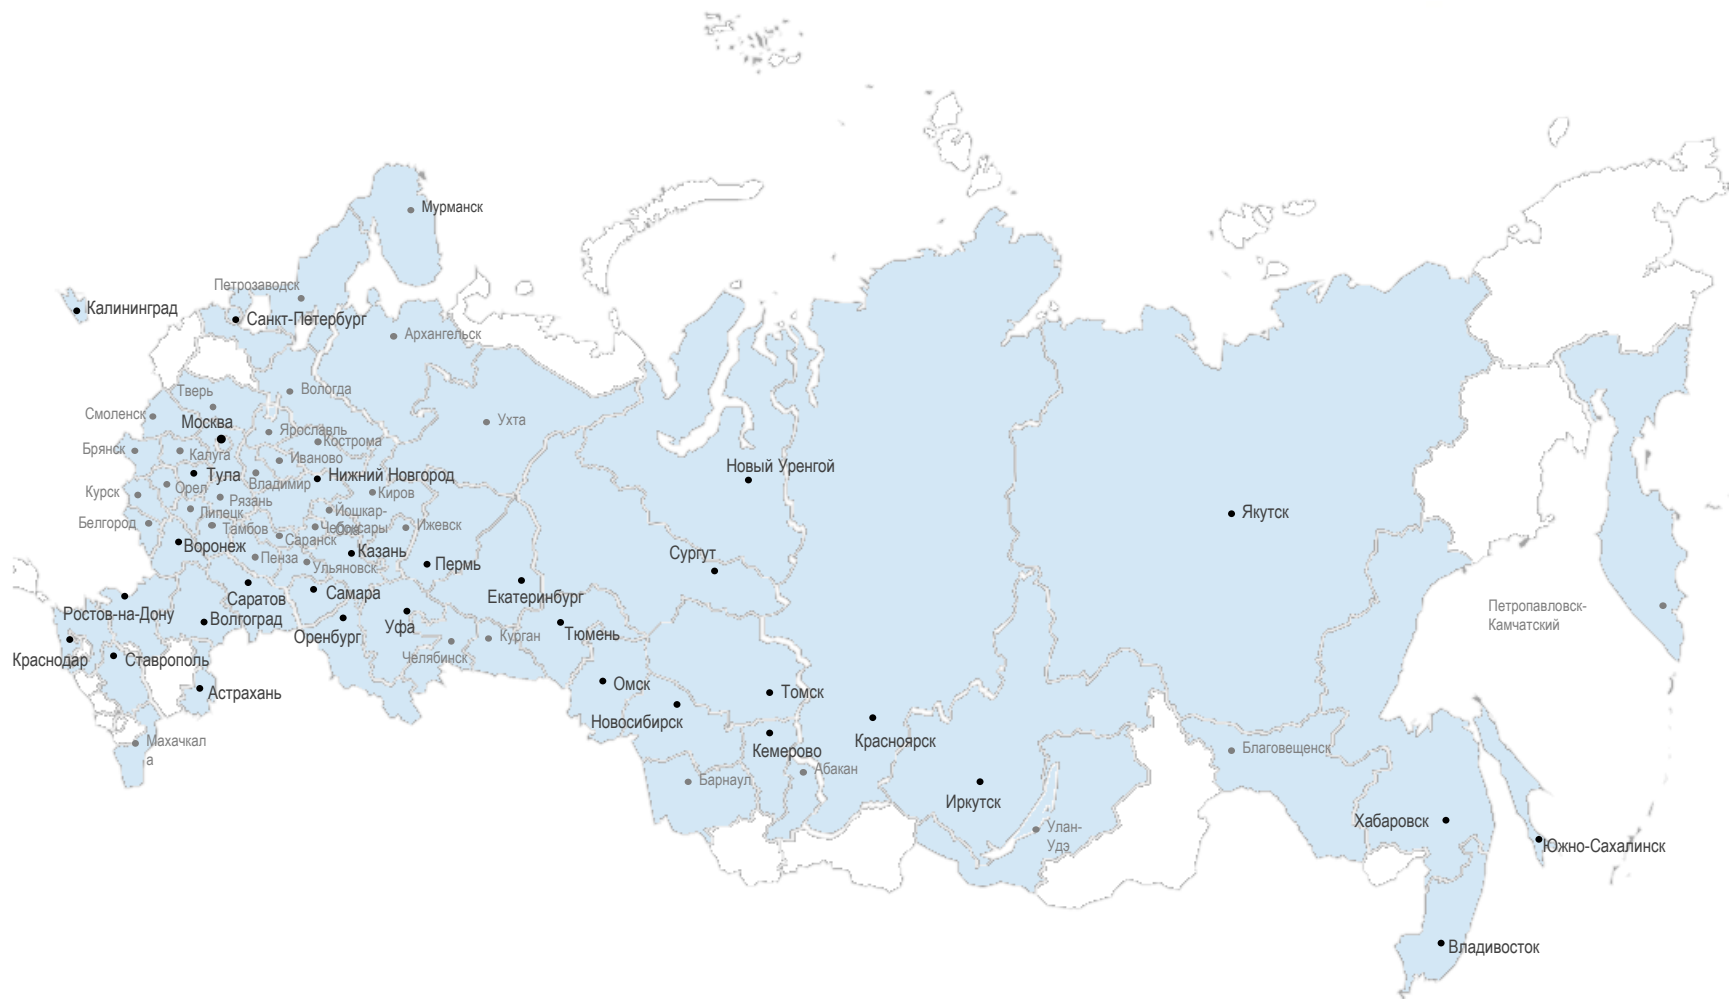 Мурманск
Петрозаводск
Калининград
Санкт-Петербург
Архангельск
Вологда
Тверь
Смоленск
Москва
Ярославль
Кострома
Ухта
Брянск
Калуга
Иваново
Тула
Владимир
Нижний Новгород
Новый Уренгой
Курск
Орел
Рязань
Киров
Липецк
Йошкар-
Ола
Якутск
Белгород
Тамбов
Чебоксары
Ижевск
Саранск
Воронеж
Пенза
Казань
Ульяновск
Пермь
Сургут
Саратов
Самара
Екатеринбург
Ростов-на-Дону
Волгоград
Оренбург
Уфа
Тюмень
Курган
Петропавловск-
Камчатский
Краснодар
Ставрополь
Челябинск
Астрахань
Омск
Томск
Новосибирск
Махачкал
а
Кемерово
Красноярск
Благовещенск
Барнаул
Абакан
Иркутск
Улан-
Удэ
Хабаровск
Южно-Сахалинск
Владивосток